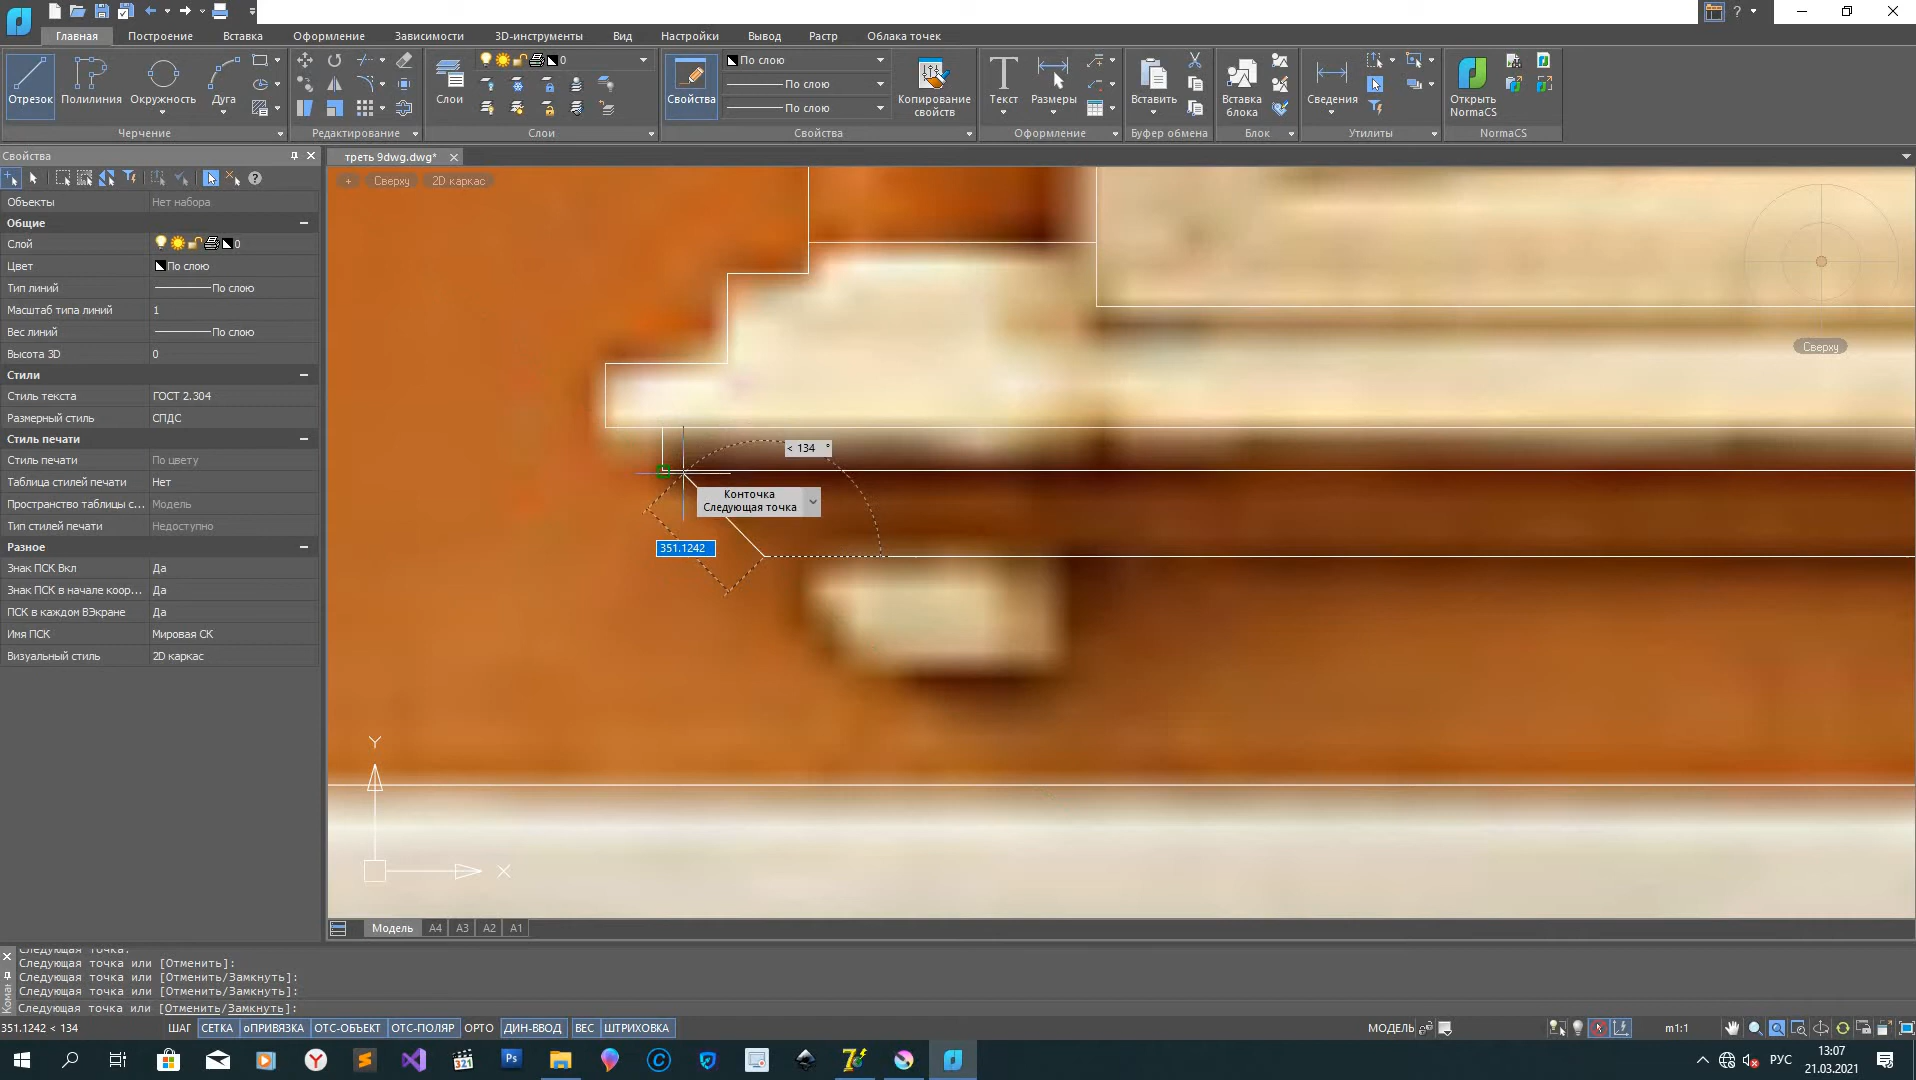 Главная Построение Вставка Оформление Зависимости 3D-инструменты Вид Настройки Вывод Растр Облака точек
Отрезок Полилиния Окружность Дуга
Слои
0
Свойства
По слою
По слою
По слою
Копирование свойств
Текст Размеры
Вставить
Вставка блока
Сведения
Открыть NormaCS
Черчение Редактирование Слои Свойства Оформление Буфер обмена Блок Утилиты NormaCS
Свойства
треть 9dwg.dwg*
+ Сверху 2D каркас
Объекты Нет набора
Общие
Слой 0
Цвет По слою
Тип линий По слою
Масштаб типа линий 1
Вес линий По слою
Высота 3D 0
Стили
Стиль текста ГОСТ 2.304
Размерный стиль СПДС
Стиль печати
Стиль печати По цвету
Таблица стилей печати Нет
Пространство таблицы с... Модель
Тип стилей печати Недоступно
Разное
Знак ПСК Вкл Да
Знак ПСК в начале коор... Да
ПСК в каждом ВЭкране Да
Имя ПСК Мировая СК
Визуальный стиль 2D каркас
Сверху
< 134 °
Конточка
Следующая точка
351.1242
Y
X
Модель A4 A3 A2 A1
Следующая точка:
Следующая точка или [Отменить]:
Следующая точка или [Отменить/Замкнуть]:
Следующая точка или [Отменить/Замкнуть]:
Следующая точка или [Отменить/Замкнуть]:
351.1242 < 134 ШАГ СЕТКА оПРИВЯЗКА ОТС-ОБЪЕКТ ОТС-ПОЛЯР ОРТО ДИН-ВВОД ВЕС ШТРИХОВКА МОДЕЛЬ m1:1
321
Ps
РУС
13:07
21.03.2021